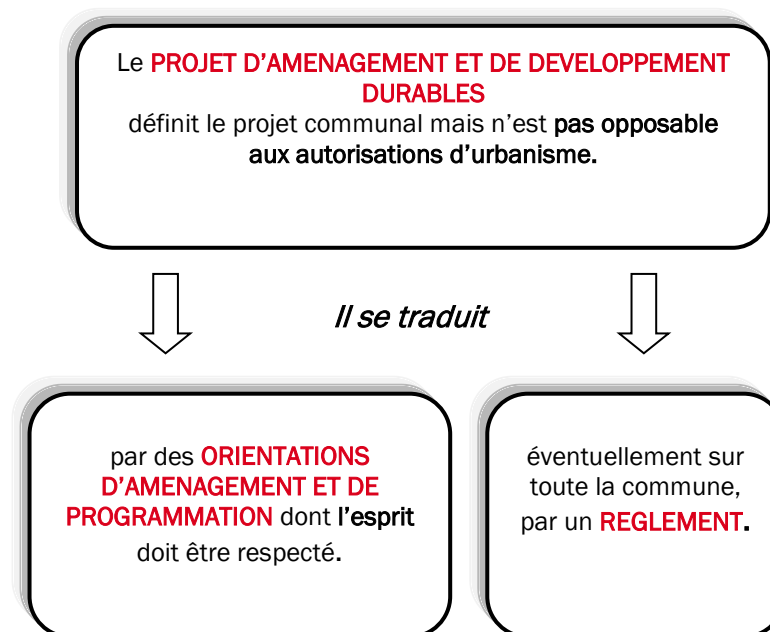 Le PROJET D’AMENAGEMENT ET DE DEVELOPPEMENT
DURABLES
définit le projet communal mais n’est pas opposable
aux autorisations d’urbanisme.
Il se traduit
par des ORIENTATIONS
D’AMENAGEMENT ET DE
PROGRAMMATION dont l’esprit
doit être respecté.
éventuellement sur
toute la commune,
par un REGLEMENT.